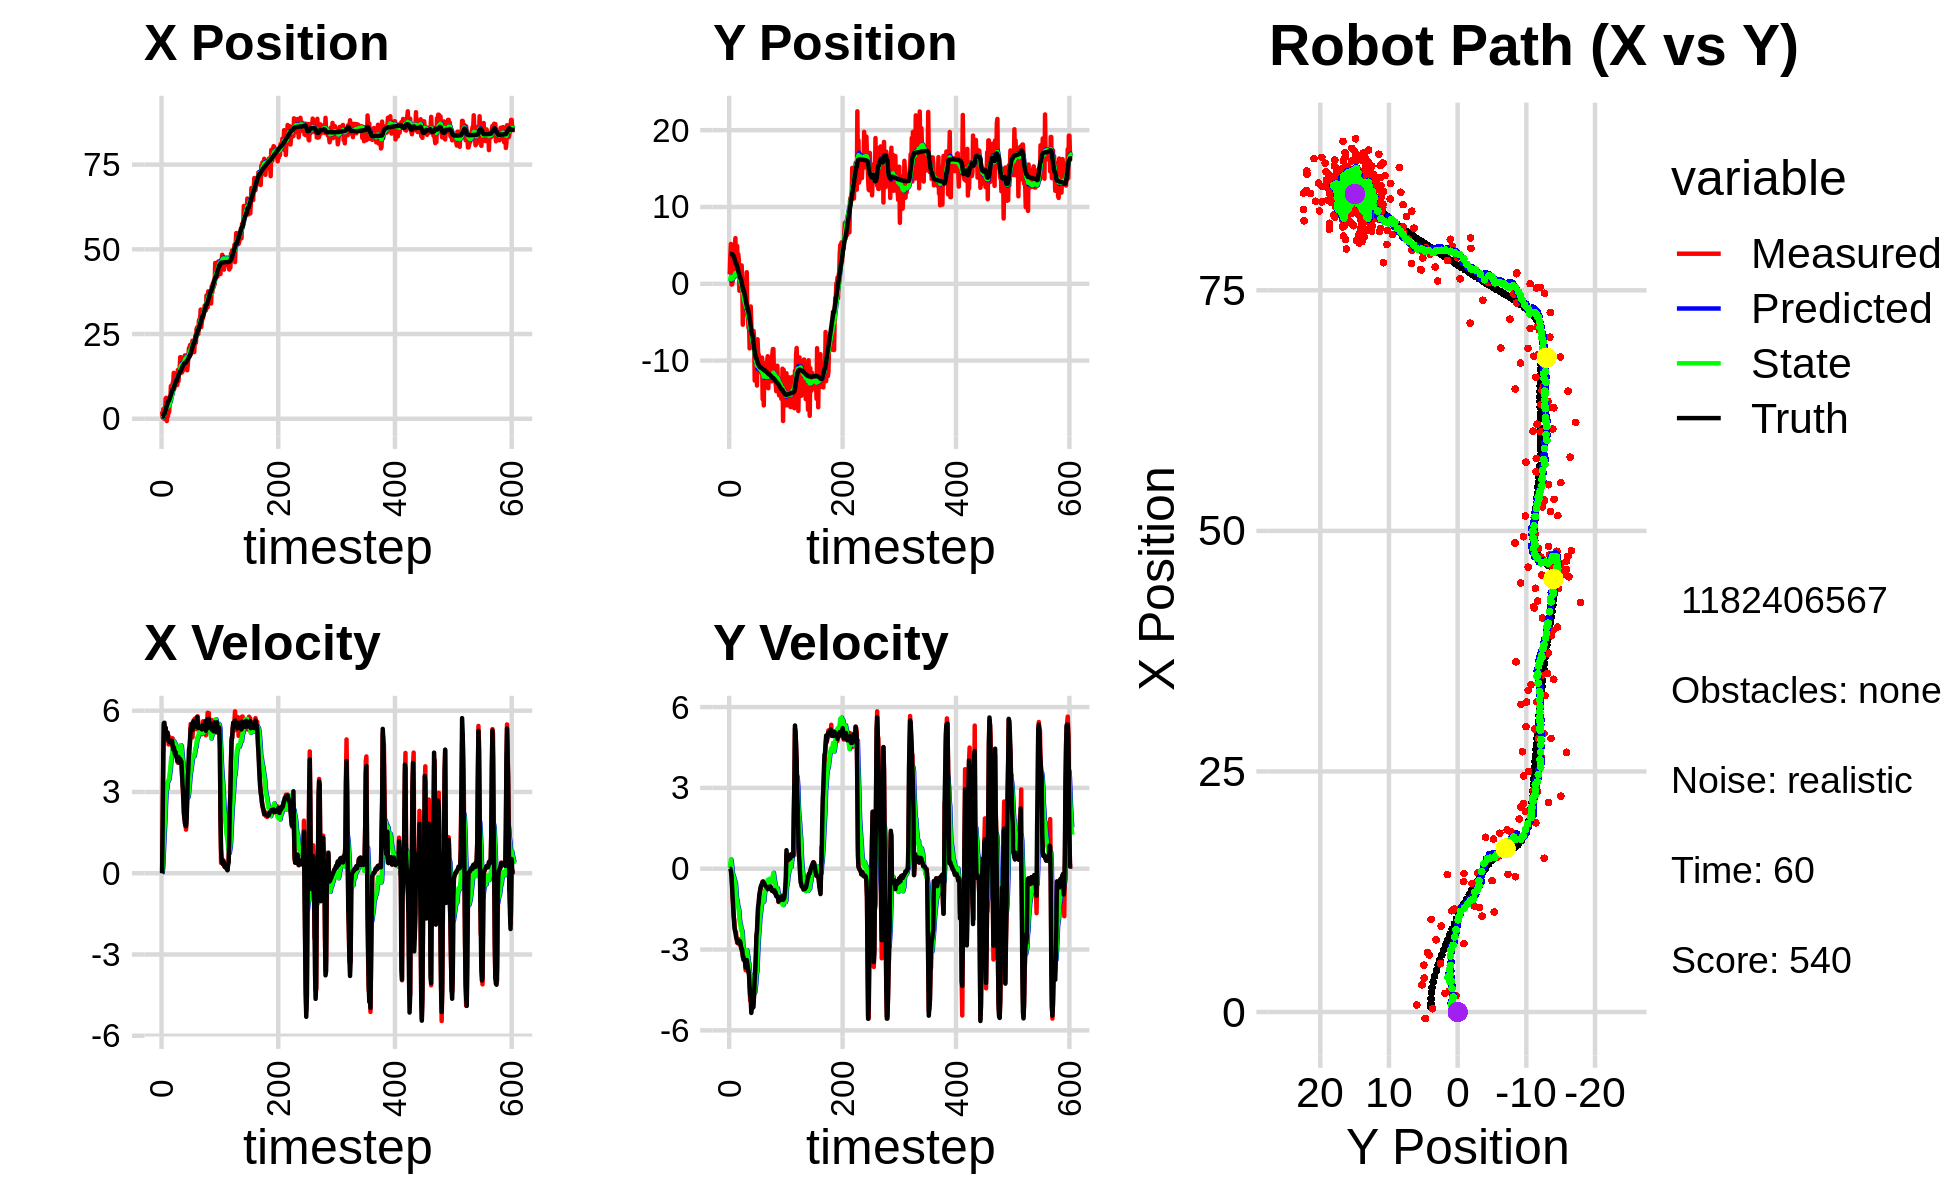 X Position
75
50
25
0
0
200
400
600
timestep
Y Position
20
10
0
-10
0
200
400
600
timestep
X Velocity
6
3
0
-3
-6
0
200
400
600
timestep
Y Velocity
6
3
0
-3
-6
0
200
400
600
timestep
Robot Path (X vs Y)
X Position
75
50
25
0
20 10 0 -10 -20
Y Position
variable
Measured
Predicted
State
Truth
1182406567
Obstacles: none
Noise: realistic
Time: 60
Score: 540